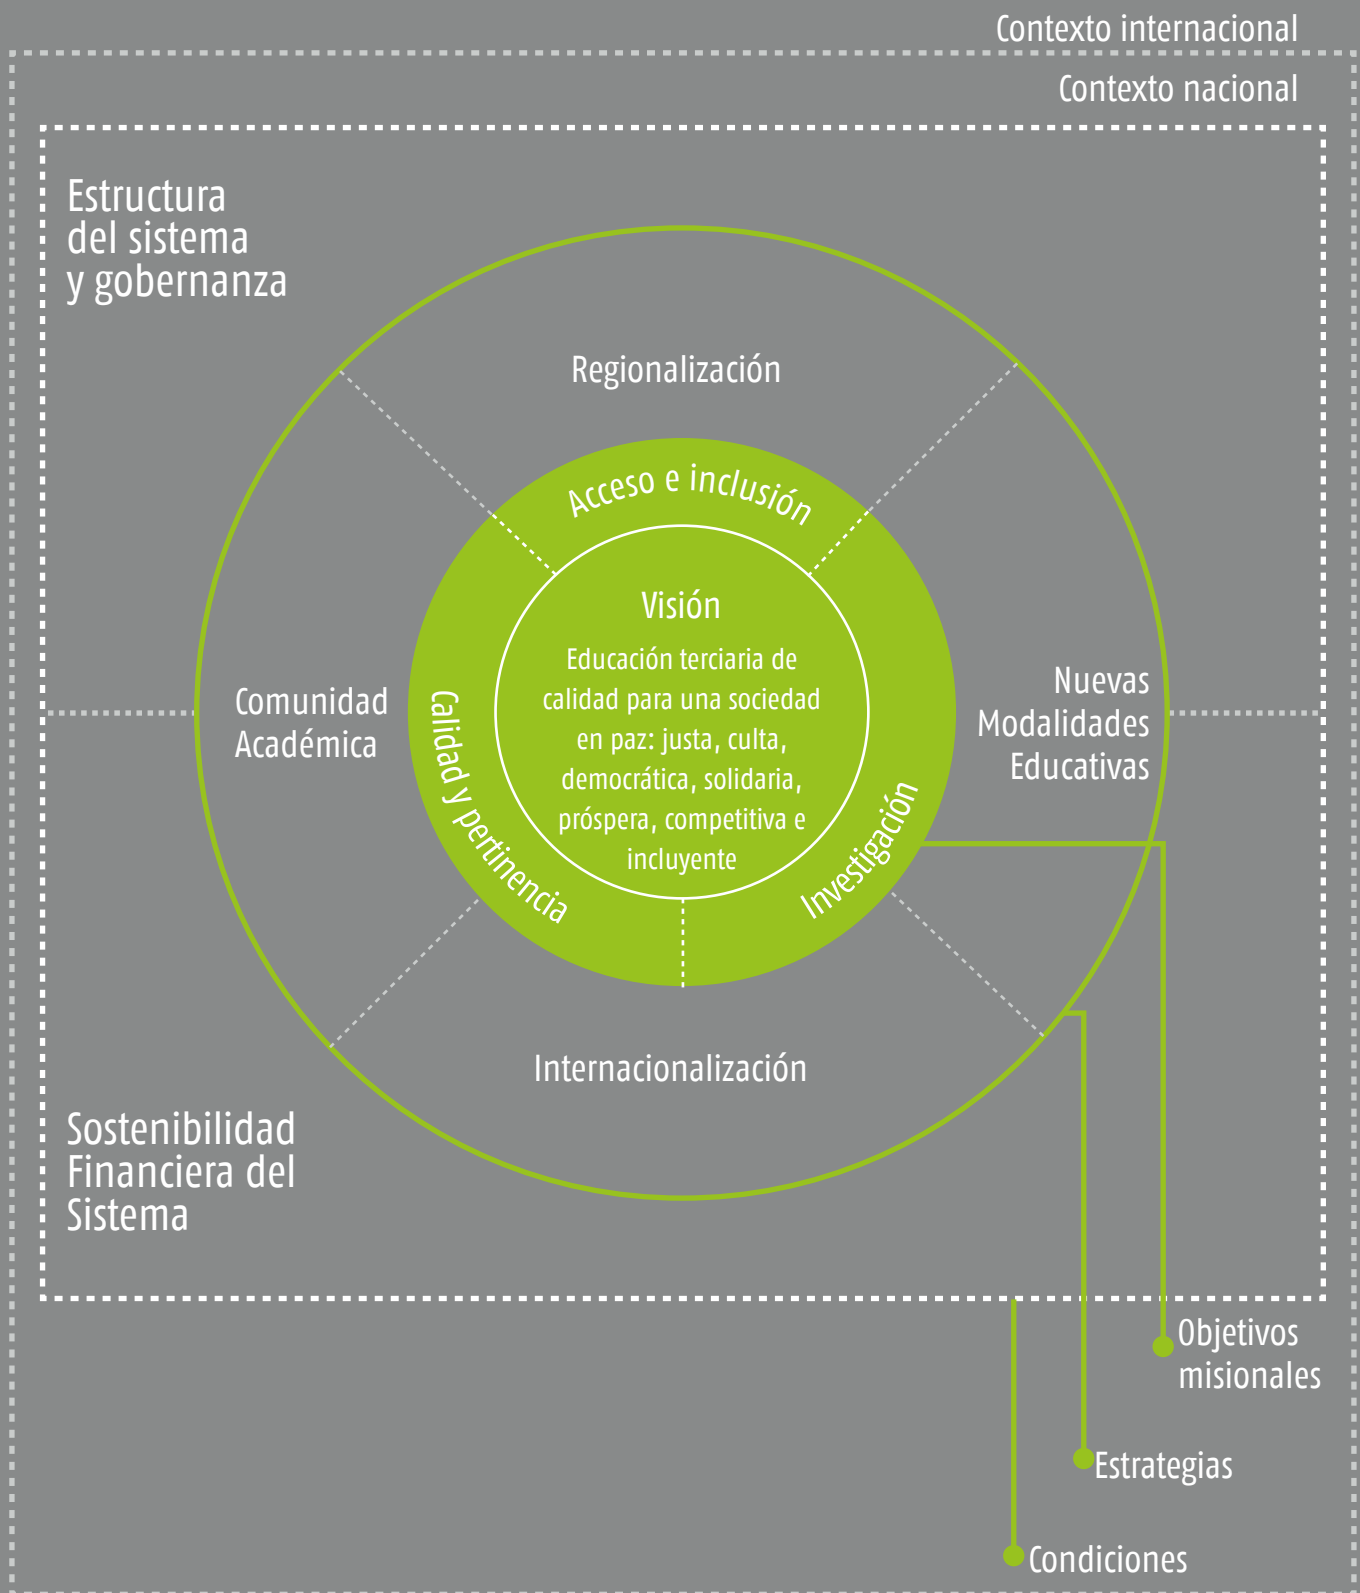 Contexto internacional
Contexto nacional
Estructura
del sistema
y gobernanza
Regionalización
Acceso e inclusión
Visión
Educación terciaria de
calidad para una sociedad
en paz: justa, culta,
democrática, solidaria,
próspera, competitiva e
incluyente
Comunidad
Académica
Calidad y pertinencia
Investigación
Nuevas
Modalidades
Educativas
Internacionalización
Sostenibilidad
Financiera del
Sistema
Objetivos
misionales
Estrategias
Condiciones